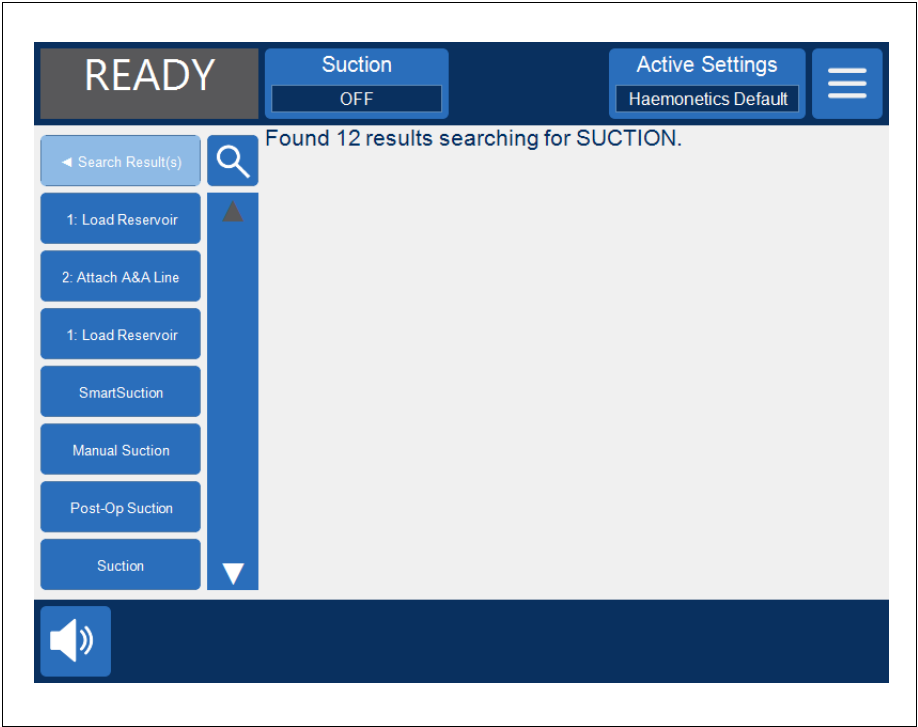 READY
Suction
OFF
Active Settings
Haemonetics Default
◄ Search Result(s)
Found 12 results searching for SUCTION.
1: Load Reservoir
2: Attach A&A Line
1: Load Reservoir
SmartSuction
Manual Suction
Post-Op Suction
Suction